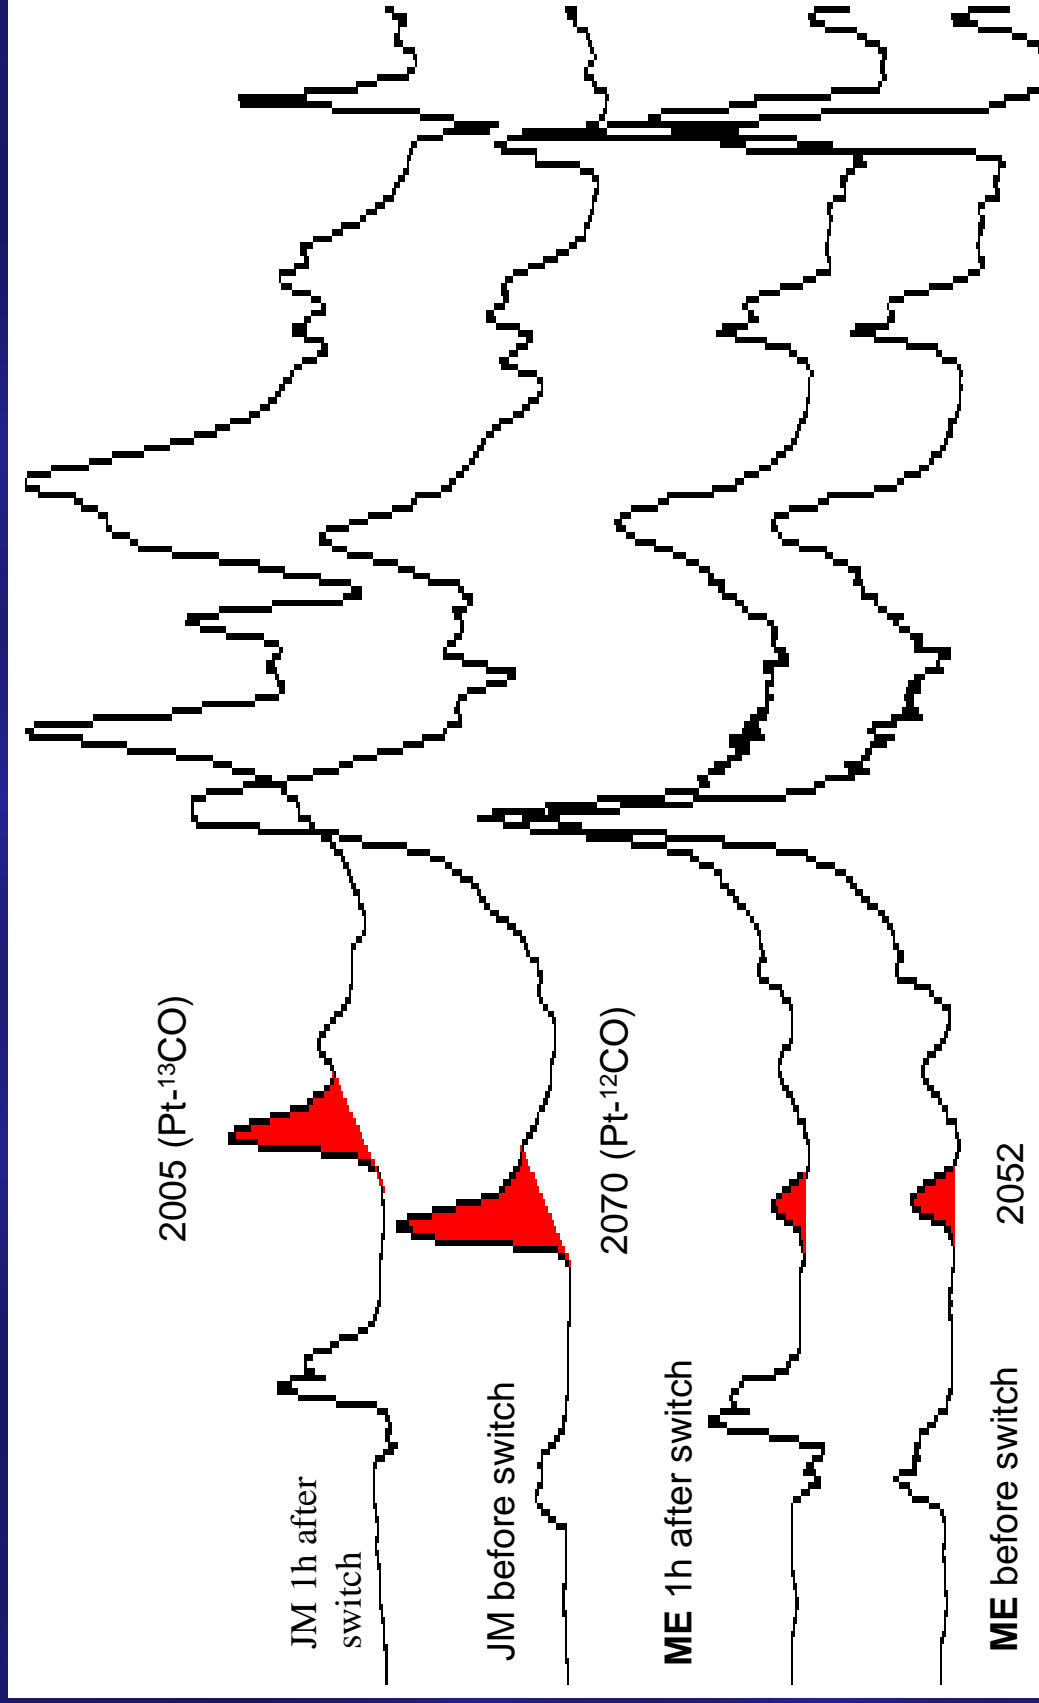 2005 (Pt-¹³CO)
JM 1h after
switch
2070 (Pt-¹²CO)
JM before switch
ME 1h after switch
2052
ME before switch